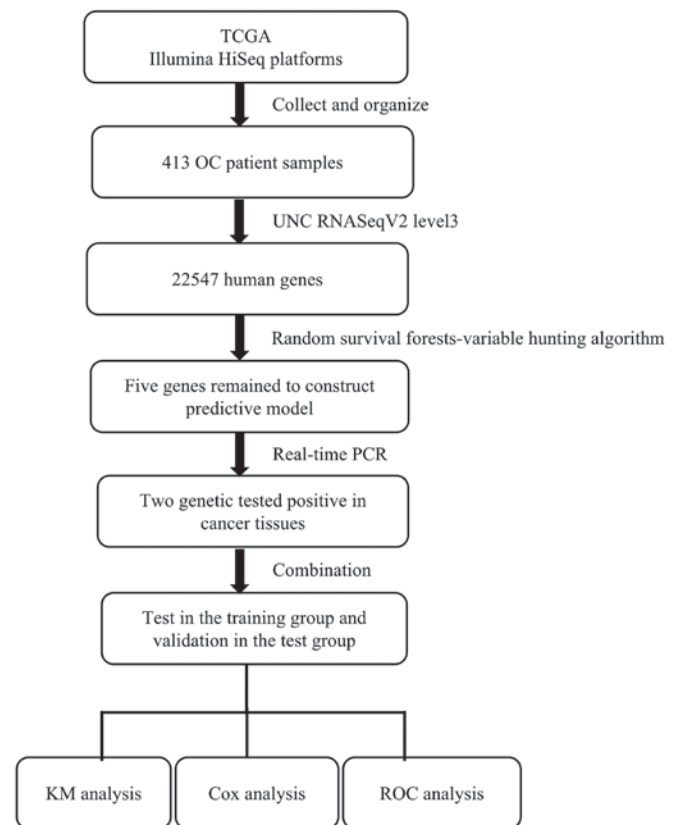 TCGA
Illumina HiSeq platforms
Collect and organize
413 OC patient samples
UNC RNASeqV2 level3
22547 human genes
Random survival forests-variable hunting algorithm
Five genes remained to construct
predictive model
Real-time PCR
Two genetic tested positive in
cancer tissues
Combination
Test in the training group and
validation in the test group
KM analysis
Cox analysis
ROC analysis